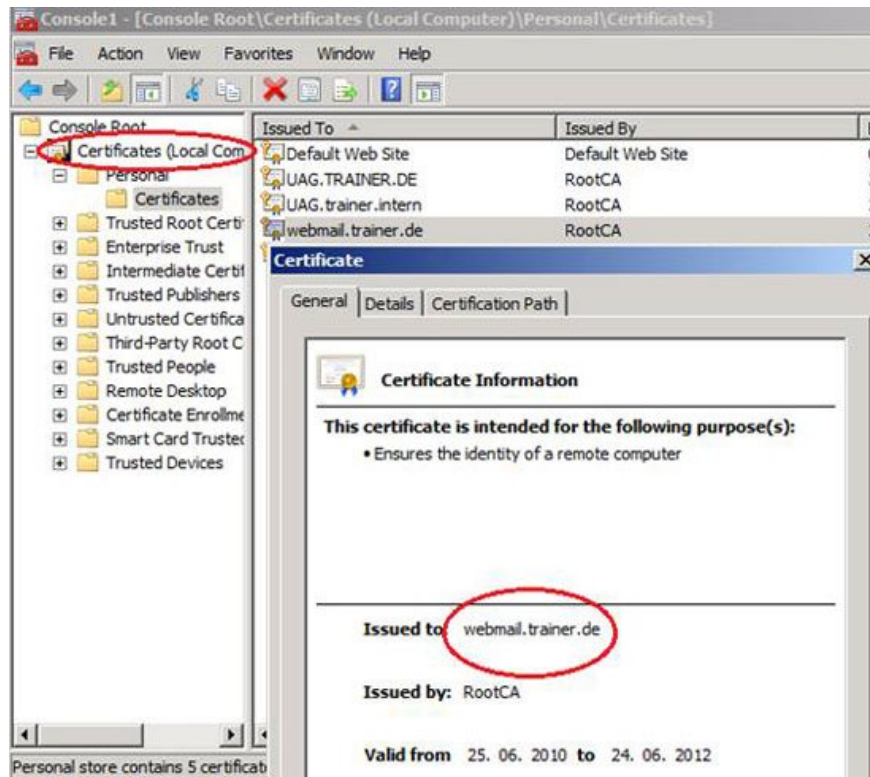 Console1 - [Console Root\Certificates (Local Computer)\Personal\Certificates]
File Action View Favorites Window Help
Console Root
Certificates (Local Com
Personal
Certificates
Trusted Root Certi
Enterprise Trust
Intermediate Certif
Trusted Publishers
Untrusted Certifica
Third-Party Root C
Trusted People
Remote Desktop
Certificate Enrollme
Smart Card Trusted
Trusted Devices
Issued To Issued By
Default Web Site Default Web Site
UAG.TRAINER.DE RootCA
UAG.trainer.intern RootCA
webmail.trainer.de RootCA
Certificate
General Details Certification Path
Certificate Information
This certificate is intended for the following purpose(s):
• Ensures the identity of a remote computer
Issued to webmail.trainer.de
Issued by: RootCA
Valid from 25. 06. 2010 to 24. 06. 2012
Personal store contains 5 certificat